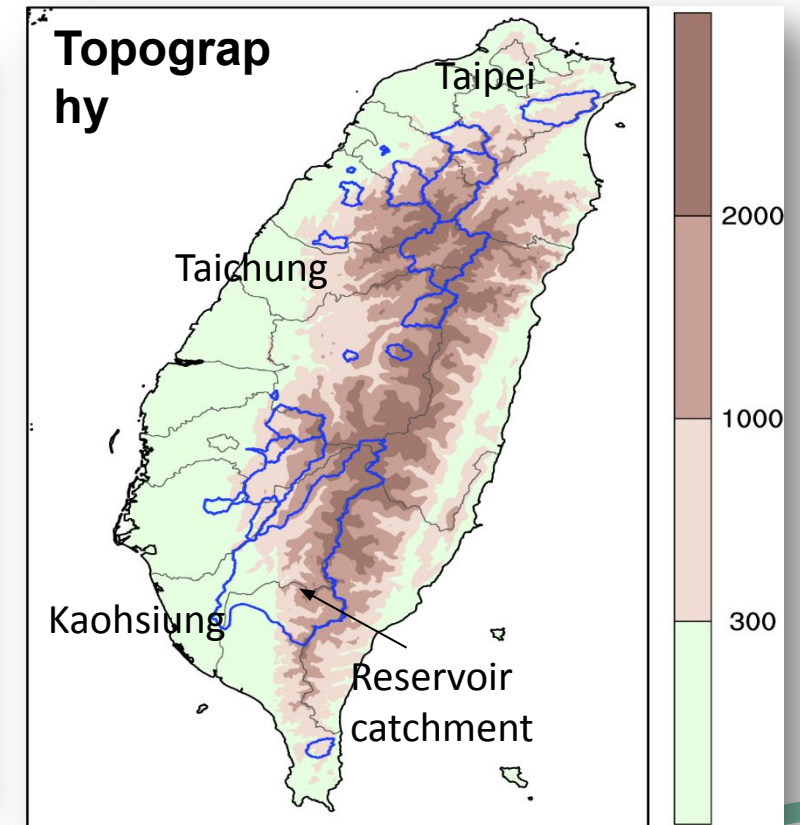 Topograp
hy
Taipei
2000
Taichung
1000
300
Kaohsiung
Reservoir
catchment